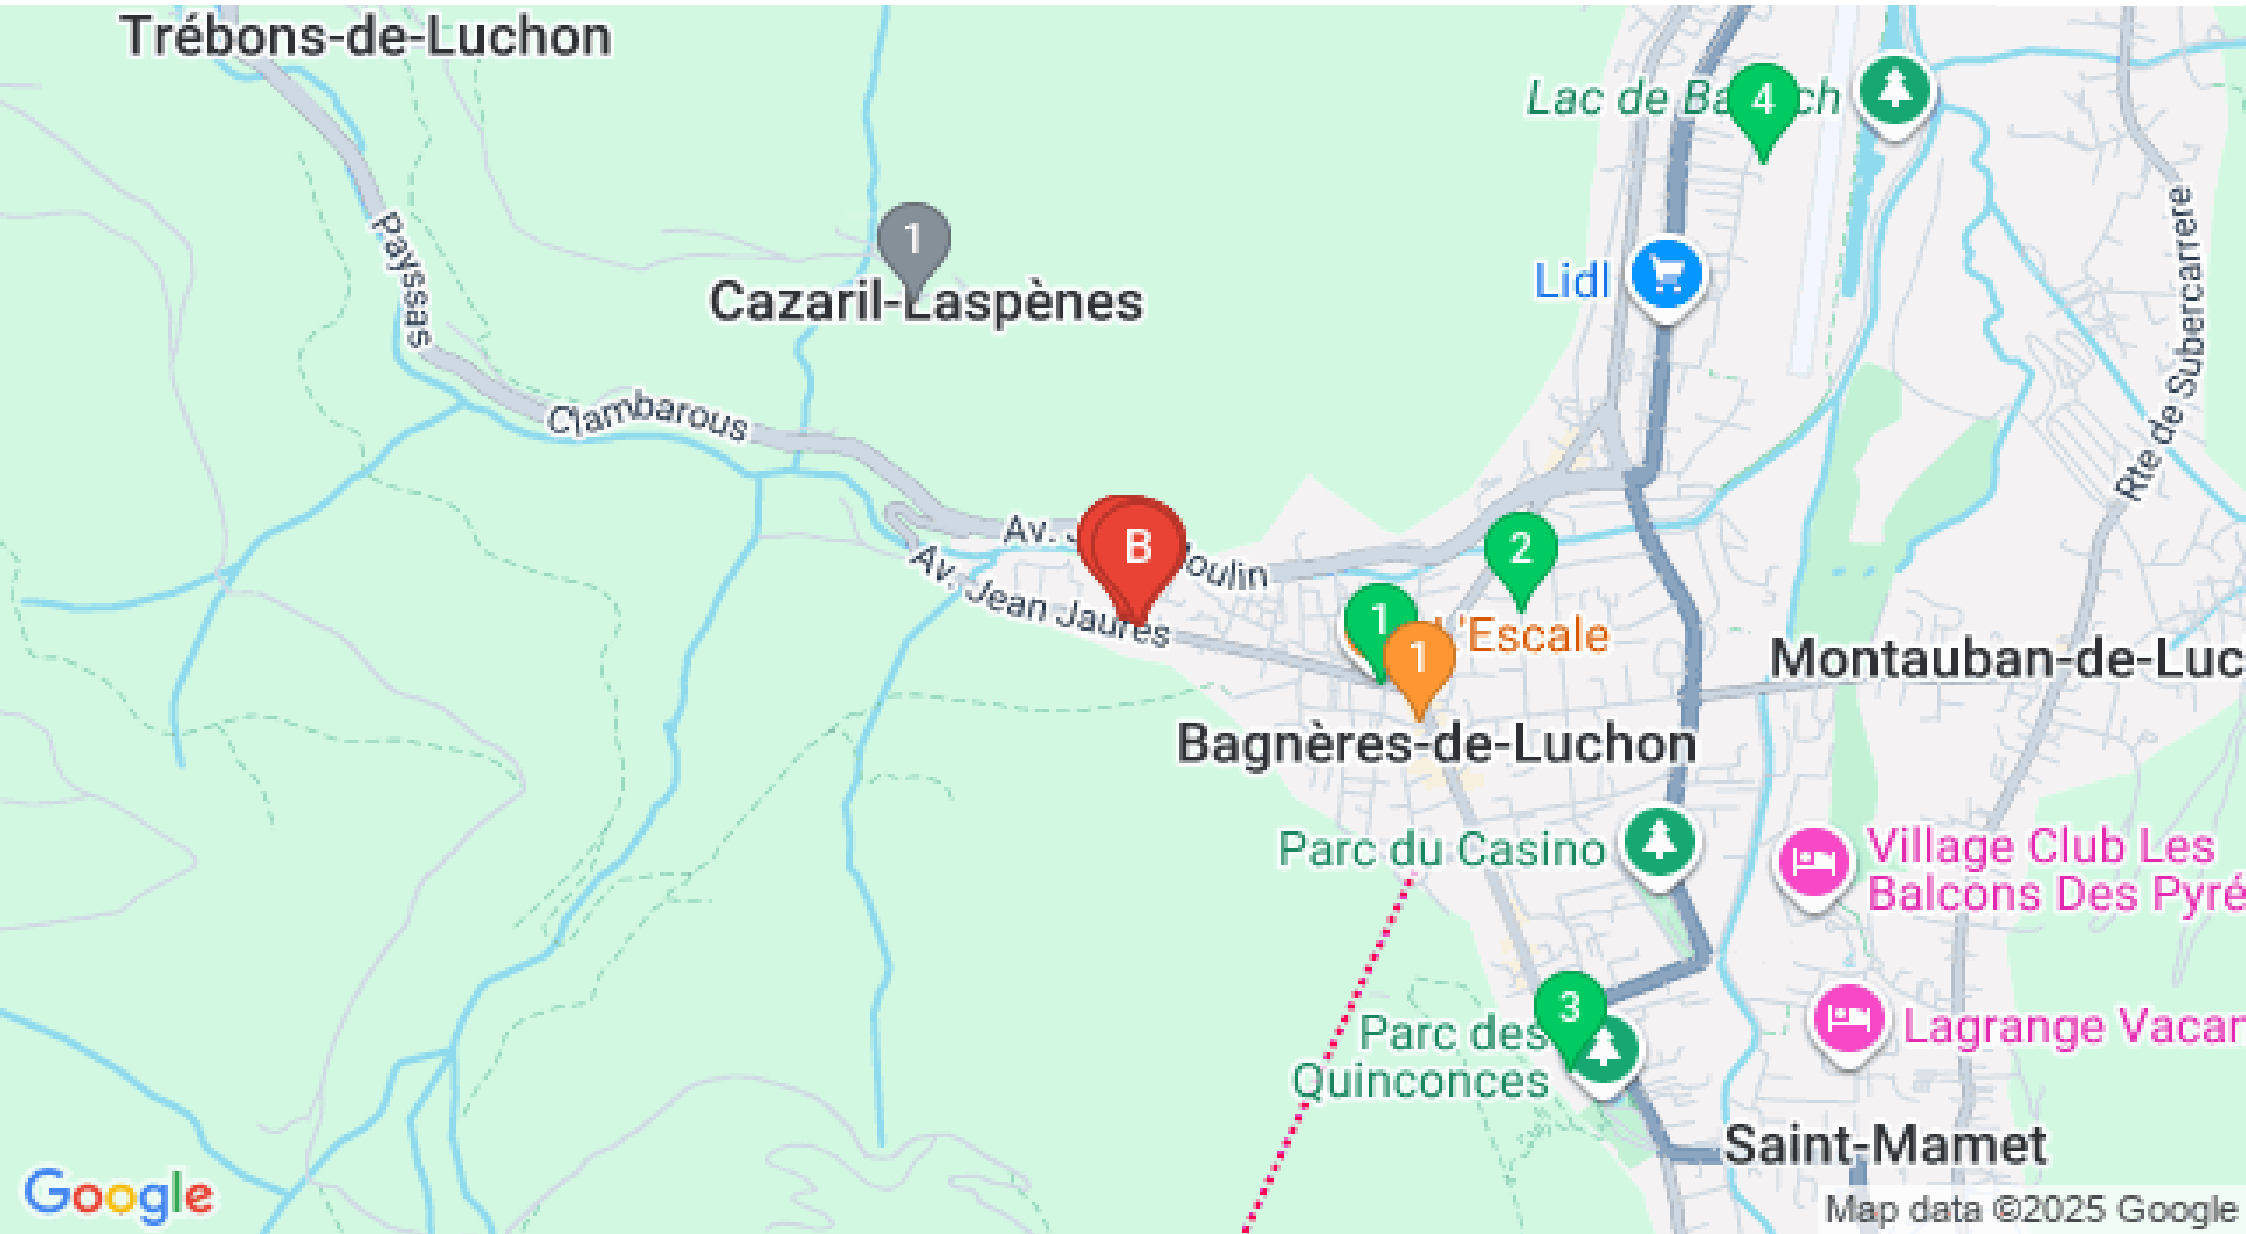 Trébons-de-Luchon
Lac de Ba
ch
4
1
Cazaril-Laspènes
Lidl
Payssas
Rte de Subercarrere
Clambarous
Av. J
oulin
B
2
Av. Jean Jaurès
1
L'Escale
1
Montauban-de-Luc
Bagnères-de-Luchon
Parc du Casino
Village Club Les
Balcons Des Pyré
3
Parc des
Quinconces
Lagrange Vacan
Saint-Mamet
Google
Map data ©2025 Google